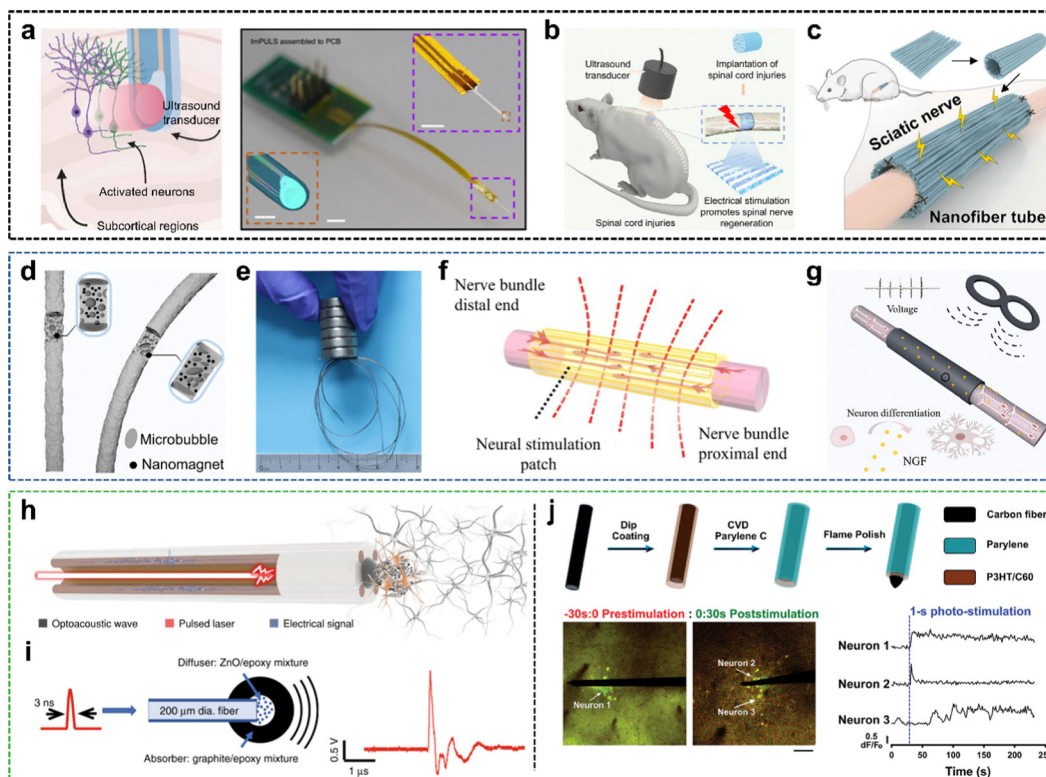 a
ImPULS assembled to PCB
Ultrasound
transducer
Activated neurons
Subcortical regions
b
Ultrasound
transducer
Implantation of
spinal cord injuries
Spinal cord injuries
Electrical stimulation
promotes spinal nerve
regeneration
c
Sciatic nerve
Nanofiber tube
d
Microbubble
Nanomagnet
e
f
Nerve bundle
distal end
Neural stimulation
patch
Nerve bundle
proximal end
g
Voltage
Neuron differentiation
NGF
h
Optoacoustic wave
Pulsed laser
Electrical signal
i
3 ns
Diffuser: ZnO/epoxy mixture
200 μm dia. fiber
Absorber: graphite/epoxy mixture
0.5 V
1 μs
j
Dip
Coating
CVD
Parylene C
Flame Polish
Carbon fiber
Parylene
P3HT/C60
-30s:0 Prestimulation : 0:30s Poststimulation
Neuron 1
Neuron 2
Neuron 3
1-s photo-stimulation
Neuron 1
Neuron 2
Neuron 3
0.5
dF/F₀
0 50 100 150 200 250
Time (s)